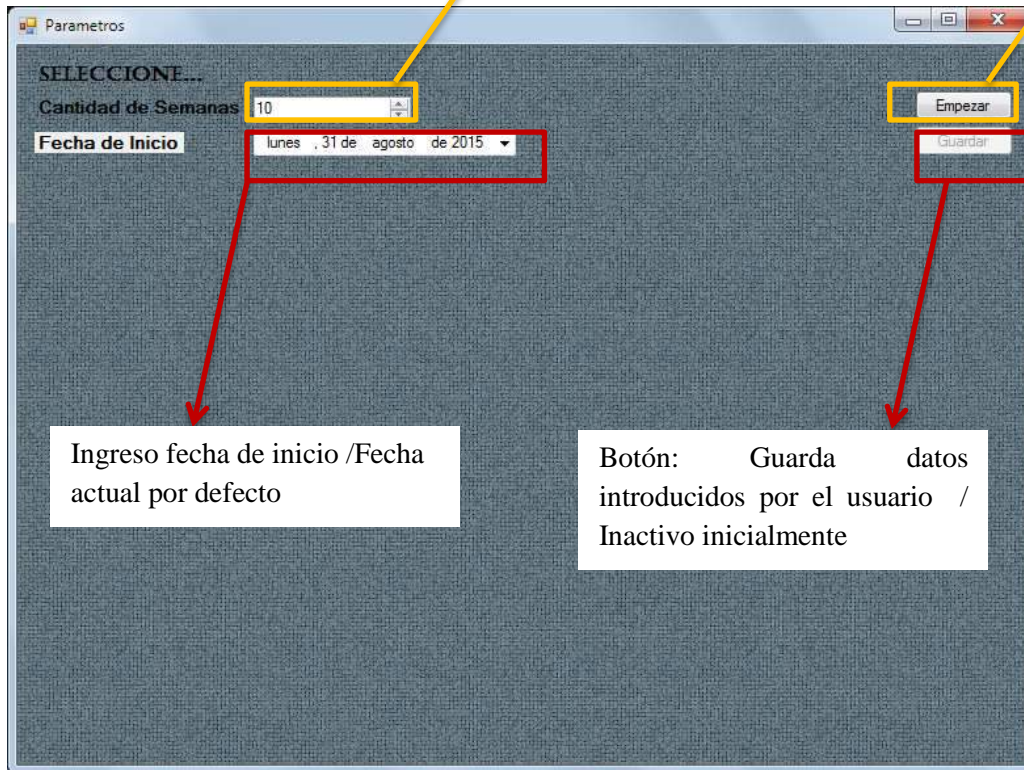 Parametros
SELECCIONE...
Cantidad de Semanas 10 Empezar
Fecha de Inicio lunes , 31 de agosto de 2015 Guardar
Ingreso fecha de inicio /Fecha
actual por defecto
Botón: Guarda datos
introducidos por el usuario /
Inactivo inicialmente